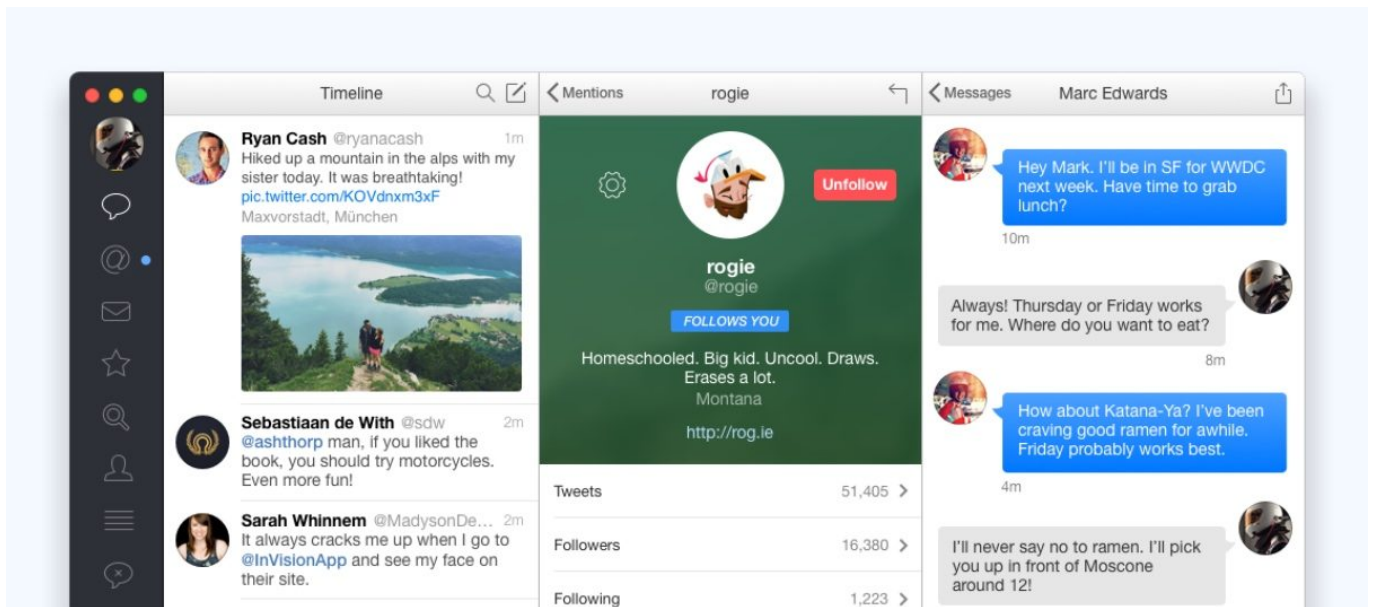 Timeline
Ryan Cash @ryanacash 1m
Hiked up a mountain in the alps with my
sister today. It was breathtaking!
pic.twitter.com/KOVdnxm3xF
Maxvorstadt, München
Sebastiaan de With @sdw 2m
@ashthorp man, if you liked the
book, you should try motorcycles.
Even more fun!
Sarah Whinnem @MadysonDe... 2m
It always cracks me up when I go to
@InVisionApp and see my face on
their site.
Mentions
rogie
Unfollow
rogie
@rogie
FOLLOWS YOU
Homeschooled. Big kid. Uncool. Draws.
Erases a lot.
Montana
http://rog.ie
Tweets 51,405
Followers 16,380
Following 1,223
Messages
Marc Edwards
Hey Mark. I'll be in SF for WWDC
next week. Have time to grab
lunch?
10m
Always! Thursday or Friday works
for me. Where do you want to eat?
8m
How about Katana-Ya? I've been
craving good ramen for awhile.
Friday probably works best.
4m
I'll never say no to ramen. I'll pick
you up in front of Moscone
around 12!